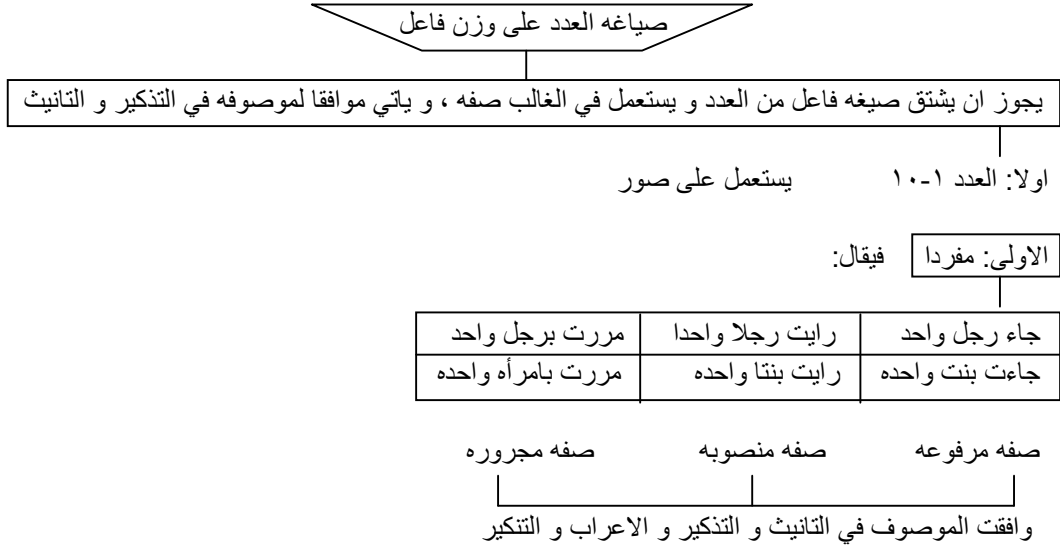 صياغه العدد على وزن فاعل
يجوز ان يشتق صيغه فاعل من العدد و يستعمل في الغالب صفه ، و ياتي موافقا لموصوفه في التذكير و التانيث
اولا: العدد ١-١٠ يستعمل على صور
الاولى: مفردا فيقال:
جاء رجل واحد رايت رجلا واحدا مررت برجل واحد
جاءت بنت واحده رايت بنتا واحده مررت بامرأه واحده
صفه مرفوعه صفه منصوبه صفه مجروره
وافقت الموصوف في التانيث و التذكير و الاعراب و التنكير